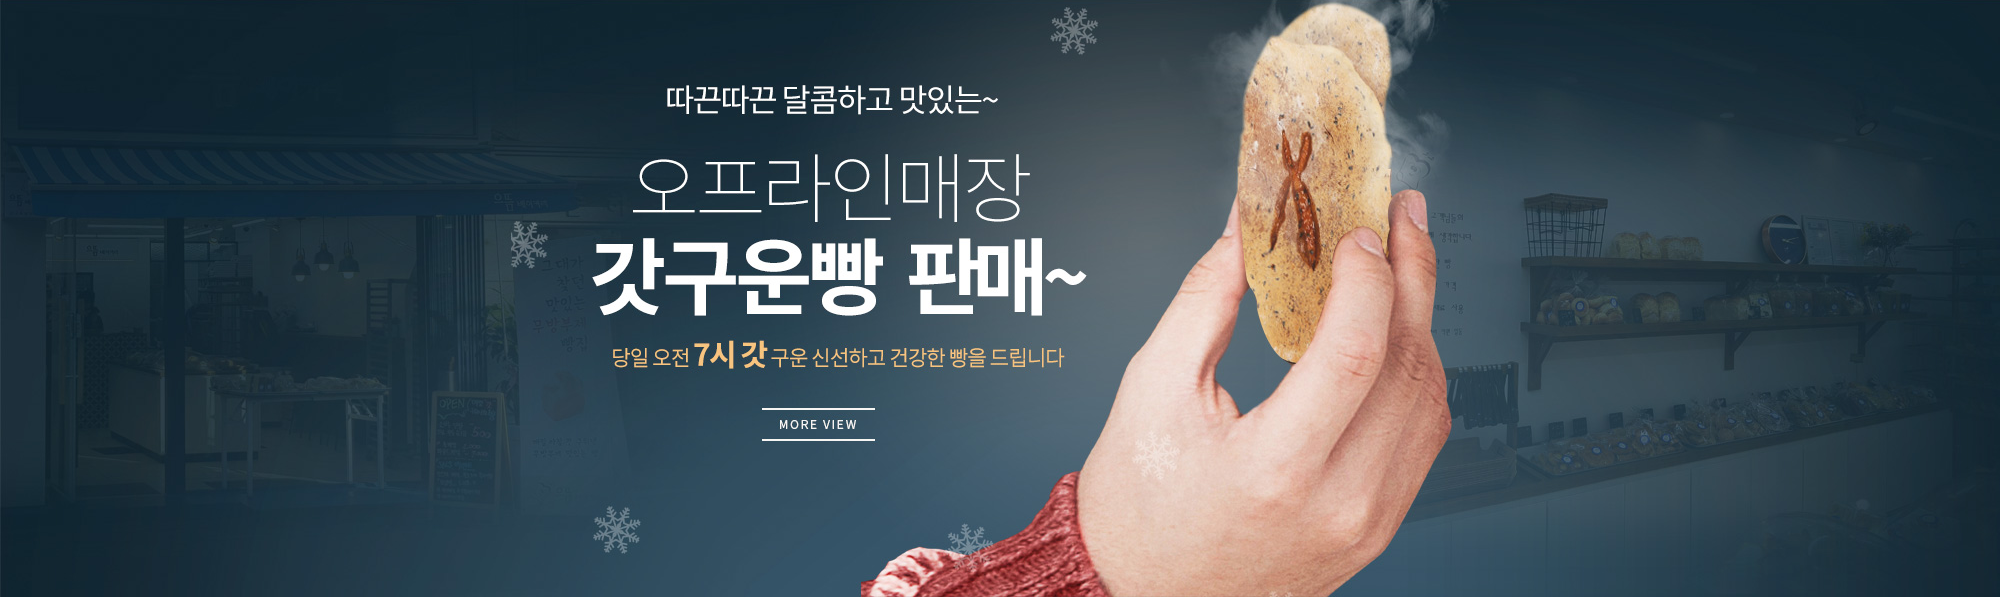 따끈따끈 달콤하고 맛있는~
오프라인매장
갓구운빵 판매~
당일 오전 7시 갓 구운 신선하고 건강한 빵을 드립니다
MORE VIEW
OPEN